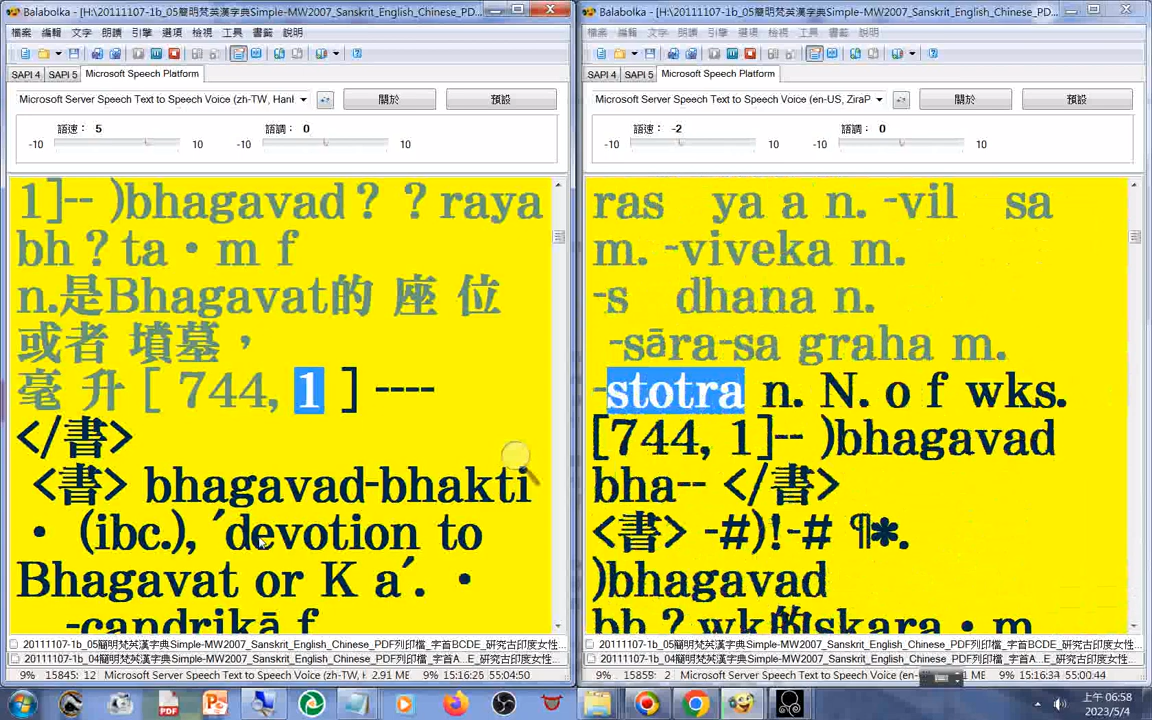 Balabolka - [H:\20111107-1b_05簡明梵英漢字典Simple-MW2007_Sanskrit_English_Chinese_PD...
檔案 編輯 文字 朗讀 引擎 選項 檢視 工具 書籤 說明
SAPI 4 SAPI 5 Microsoft Speech Platform
Microsoft Server Speech Text to Speech Voice (zh-TW, Hanl
關於 預設
語速： 5 語調： 0
-10 10 -10 10
1]-- )bhagavad？？raya
bh？ta・m f
n.是Bhagavat的 座 位
或者 墳墓，
毫 升 [ 744, 1 ] ----
</書>
<書> bhagavad-bhakti
・ (ibc.), ′devotion to
Bhagavat or K a′. ・
-candrikā f
20111107-1b_05簡明梵英漢字典Simple-MW2007_Sanskrit_English_Chinese_PDF列印檔_字首BCDE_研究古印度女性...
20111107-1b_04簡明梵英漢字典Simple-MW2007_Sanskrit_English_Chinese_PDF列印檔_字首A...E_研究古印度女性...
9% 15845: 12 Microsoft Server Speech Text to Speech Voice (zh-TW, H 2.91 ME 9% 15:16:25 55:04:50
Balabolka - [H:\20111107-1b_05簡明梵英漢字典Simple-MW2007_Sanskrit_English_Chinese_PD...
檔案 編輯 文字 朗讀 引擎 選項 檢視 工具 書籤 說明
SAPI 4 SAPI 5 Microsoft Speech Platform
Microsoft Server Speech Text to Speech Voice (en-US, ZiraP
關於 預設
語速： -2 語調： 0
-10 10 -10 10
ras ya a n. -vil sa
m. -viveka m.
-s dhana n.
-sāra-sa graha m.
-stotra n. N. o f wks.
[744, 1]-- )bhagavad
bha-- </書>
<書> -#)!-# ¶*.
)bhagavad
bh？wk的skara・m
20111107-1b_05簡明梵英漢字典Simple-MW2007_Sanskrit_English_Chinese_PDF列印檔_字首BCDE_研究古印度女性...
20111107-1b_04簡明梵英漢字典Simple-MW2007_Sanskrit_English_Chinese_PDF列印檔_字首A...E_研究古印度女性...
9% 15858: 2 Microsoft Server Speech Text to Speech Voice (en-U ME 9% 15:16:34 55:00:44
上午 06:58
2023/5/4